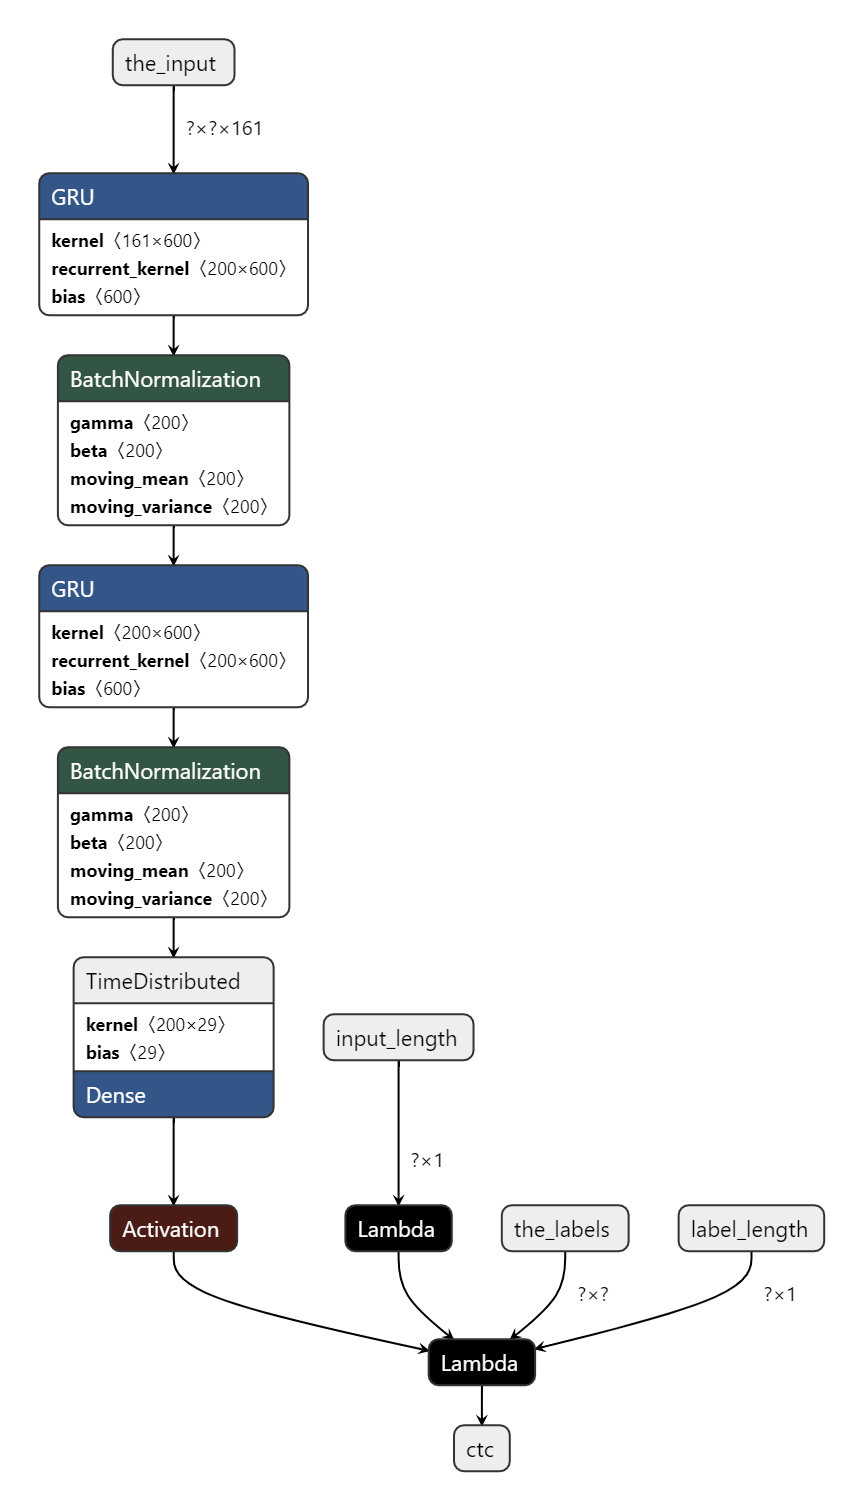 the_input
?×?×161
GRU
kernel〈161×600〉
recurrent_kernel〈200×600〉
bias〈600〉
BatchNormalization
gamma〈200〉
beta〈200〉
moving_mean〈200〉
moving_variance〈200〉
GRU
kernel〈200×600〉
recurrent_kernel〈200×600〉
bias〈600〉
BatchNormalization
gamma〈200〉
beta〈200〉
moving_mean〈200〉
moving_variance〈200〉
TimeDistributed
kernel〈200×29〉
bias〈29〉
Dense
input_length
?×1
Activation
Lambda
the_labels
label_length
?×?
?×1
Lambda
ctc